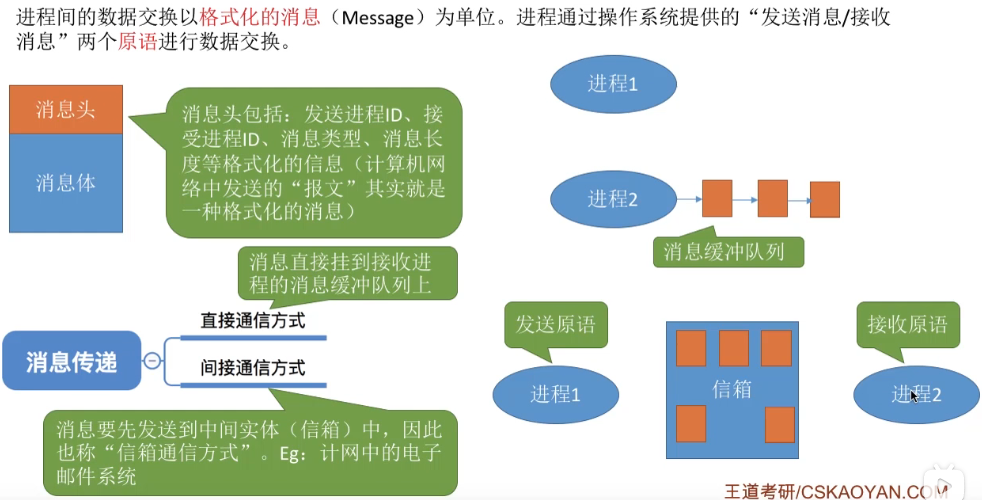 进程间的数据交换以格式化的消息（Message）为单位。进程通过操作系统提供的“发送消息/接收
消息”两个原语进行数据交换。
消息头
消息体
消息头包括：发送进程ID、接
受进程ID、消息类型、消息长
度等格式化的信息（计算机网
络中发送的“报文”其实就是
一种格式化的消息）
进程1
进程2
消息缓冲队列
消息直接挂到接收进
程的消息缓冲队列上
消息传递
直接通信方式
间接通信方式
消息要先发送到中间实体（信箱）中，因此
也称“信箱通信方式”。Eg：计网中的电子
邮件系统
发送原语
进程1
信箱
接收原语
进程2
王道考研/CSKAOYAN.COM